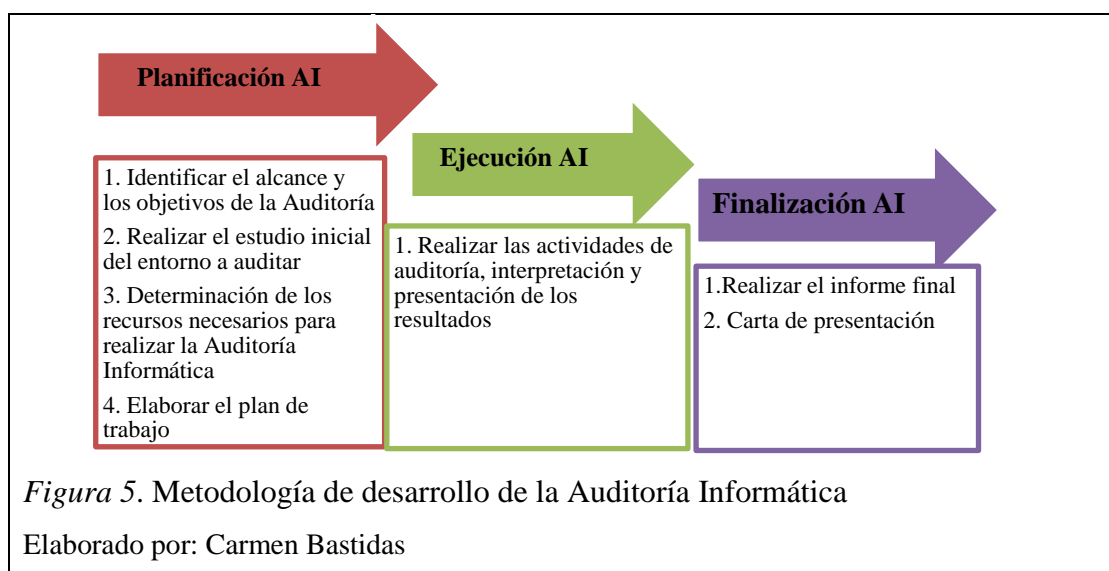 Planificación AI
1. Identificar el alcance y
los objetivos de la Auditoría
2. Realizar el estudio inicial
del entorno a auditar
3. Determinación de los
recursos necesarios para
realizar la Auditoría
Informática
4. Elaborar el plan de
trabajo
Ejecución AI
1. Realizar las actividades de
auditoría, interpretación y
presentación de los
resultados
Finalización AI
1.Realizar el informe final
2. Carta de presentación
Figura 5. Metodología de desarrollo de la Auditoría Informática
Elaborado por: Carmen Bastidas